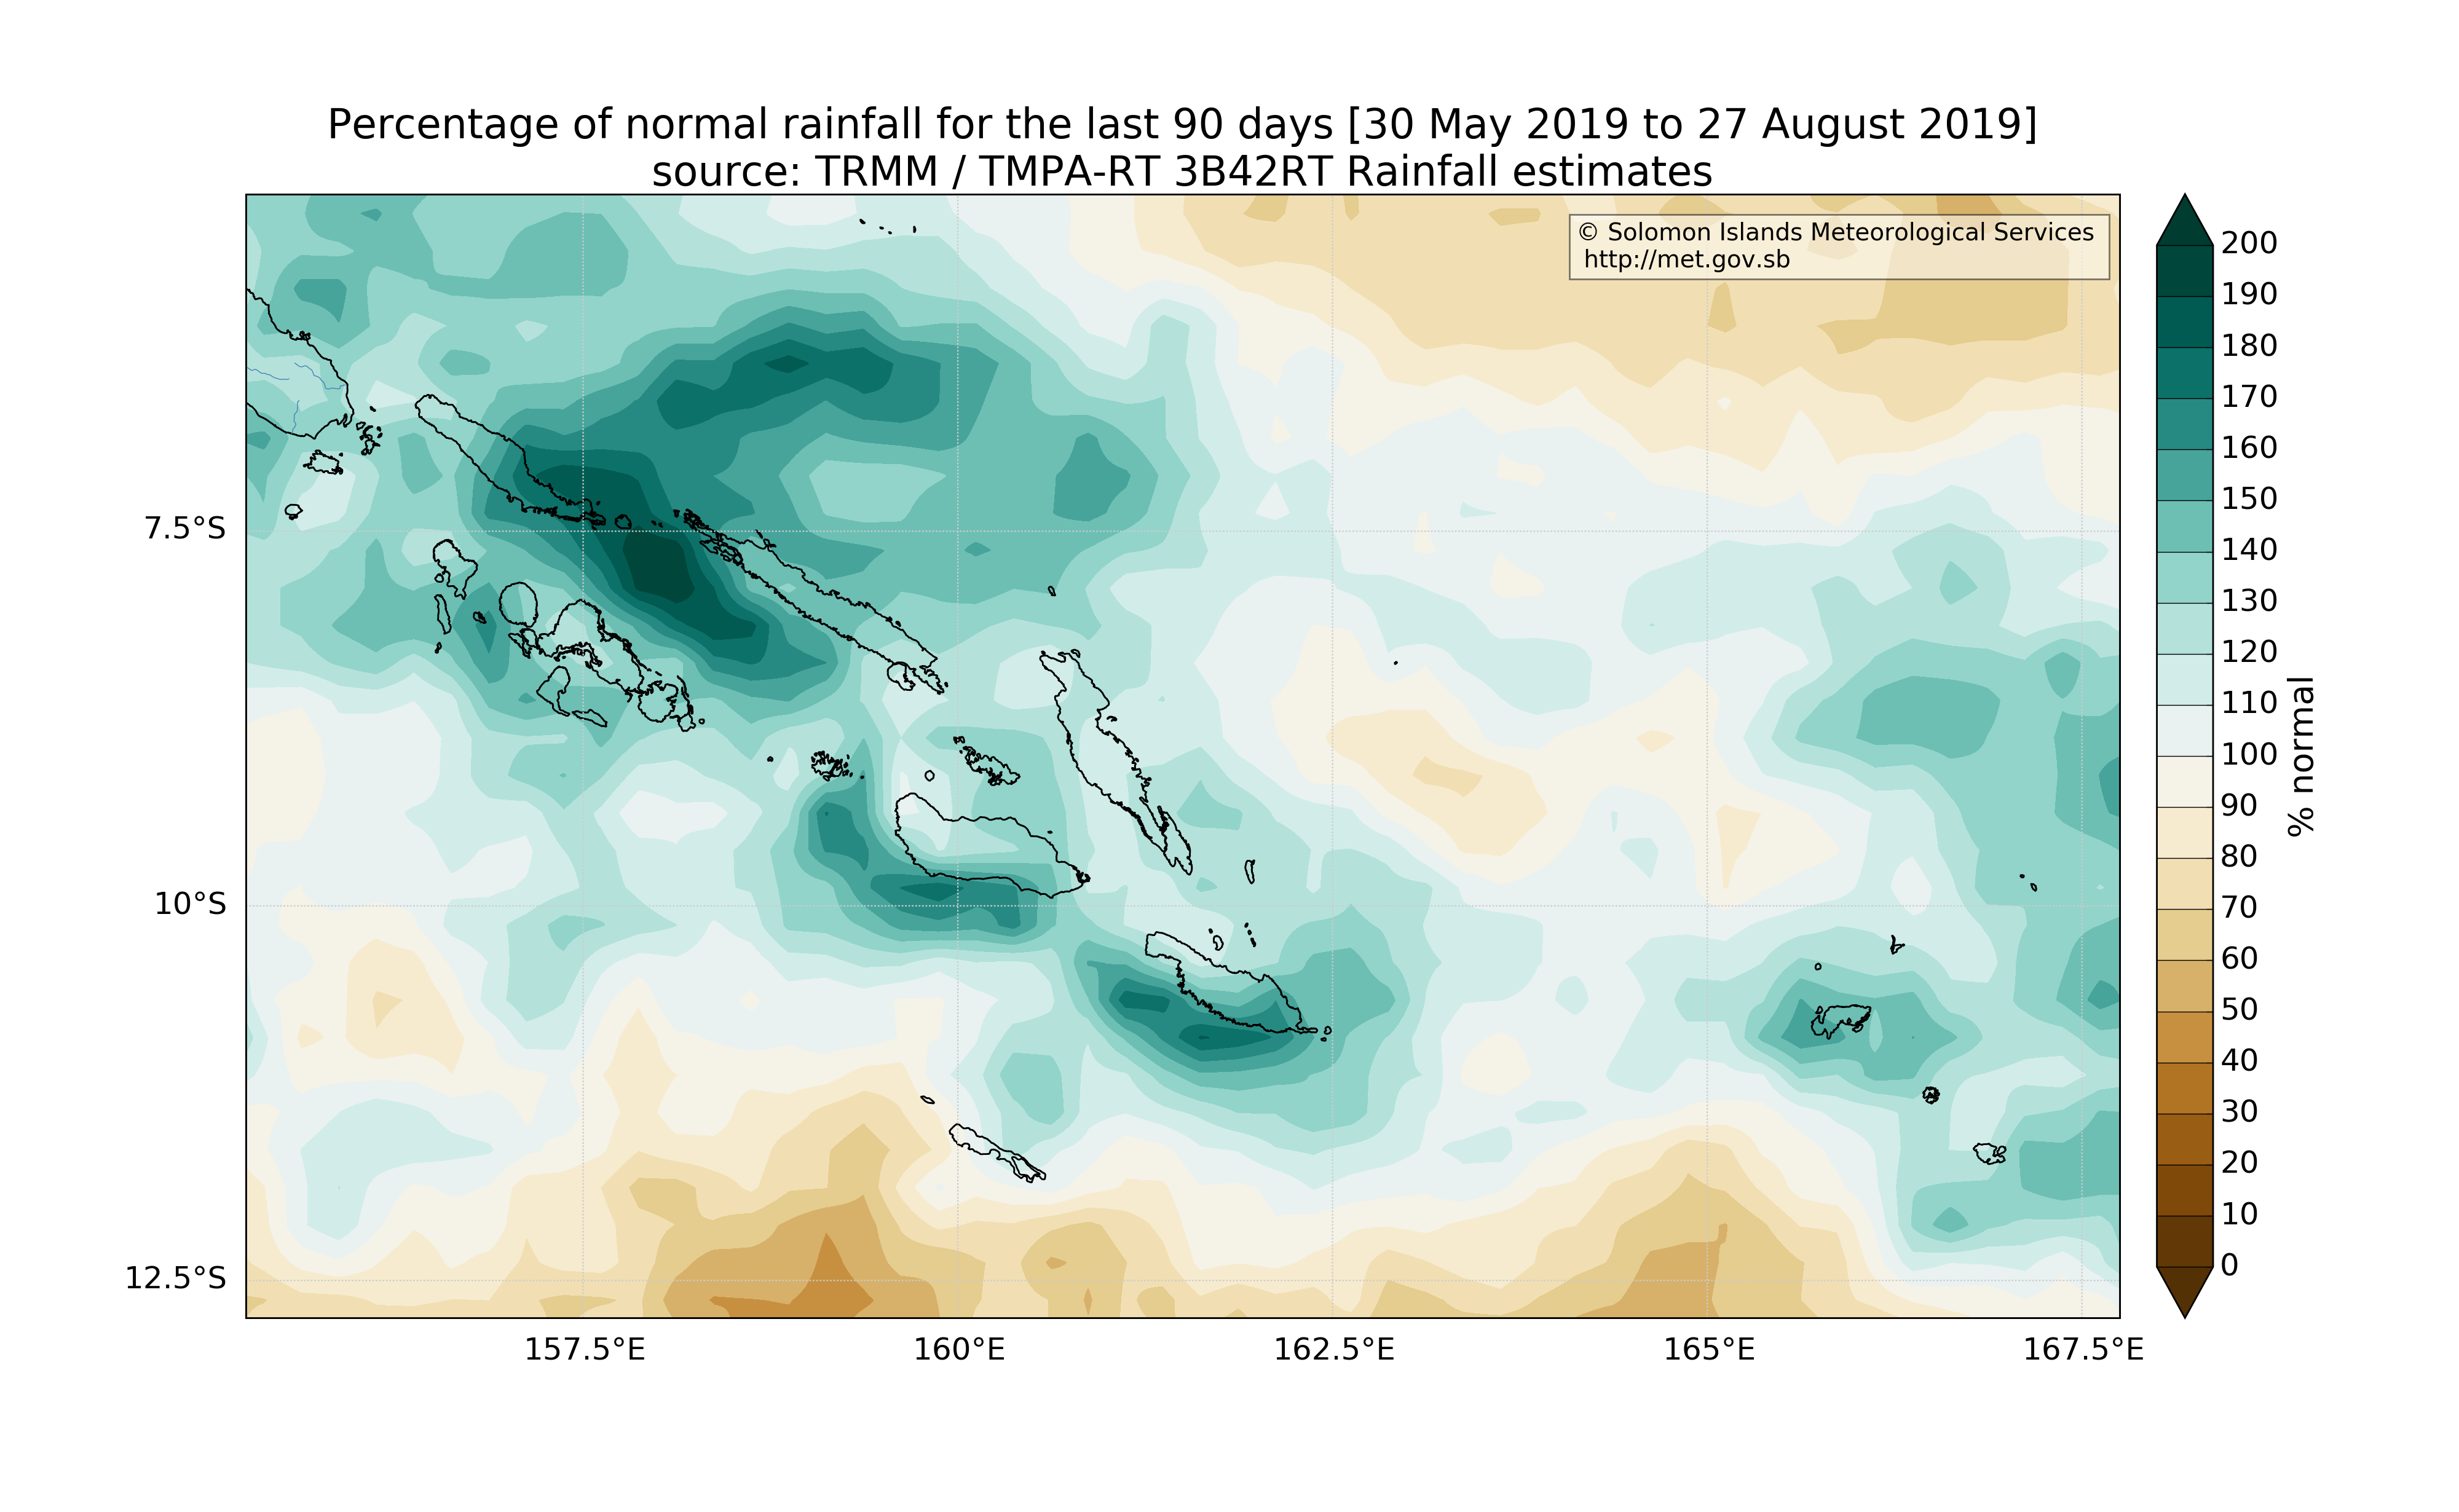 Percentage of normal rainfall for the last 90 days [30 May 2019 to 27 August 2019]
source: TRMM / TMPA-RT 3B42RT Rainfall estimates
© Solomon Islands Meteorological Services
http://met.gov.sb
7.5°S
10°S
12.5°S
157.5°E
160°E
162.5°E
165°E
167.5°E
200
190
180
170
160
150
140
130
120
110
100
90
80
70
60
50
40
30
20
10
0
% normal